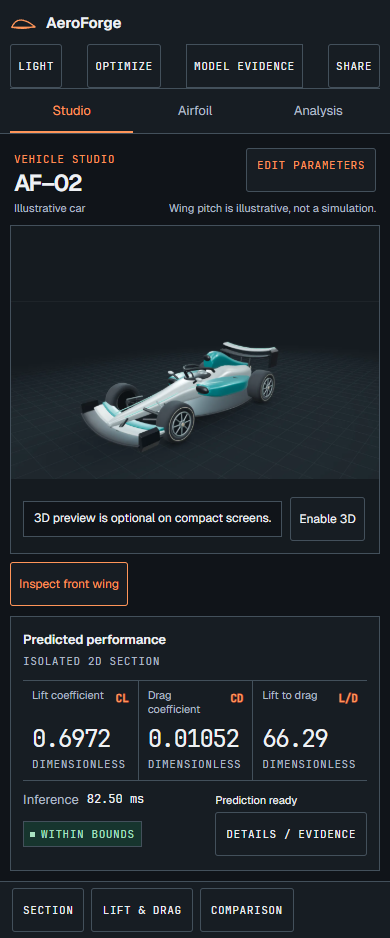 AeroForge
LIGHT OPTIMIZE MODEL EVIDENCE SHARE
Studio Airfoil Analysis
VEHICLE STUDIO
AF—02
EDIT PARAMETERS
Illustrative car Wing pitch is illustrative, not a simulation.
3D preview is optional on compact screens. Enable 3D
Inspect front wing
Predicted performance
ISOLATED 2D SECTION
Lift coefficient CL
0.6972
DIMENSIONLESS
Drag
coefficient CD
0.01052
DIMENSIONLESS
Lift to drag L/D
66.29
DIMENSIONLESS
Inference 82.50 ms
WITHIN BOUNDS
Prediction ready
DETAILS / EVIDENCE
SECTION LIFT & DRAG COMPARISON